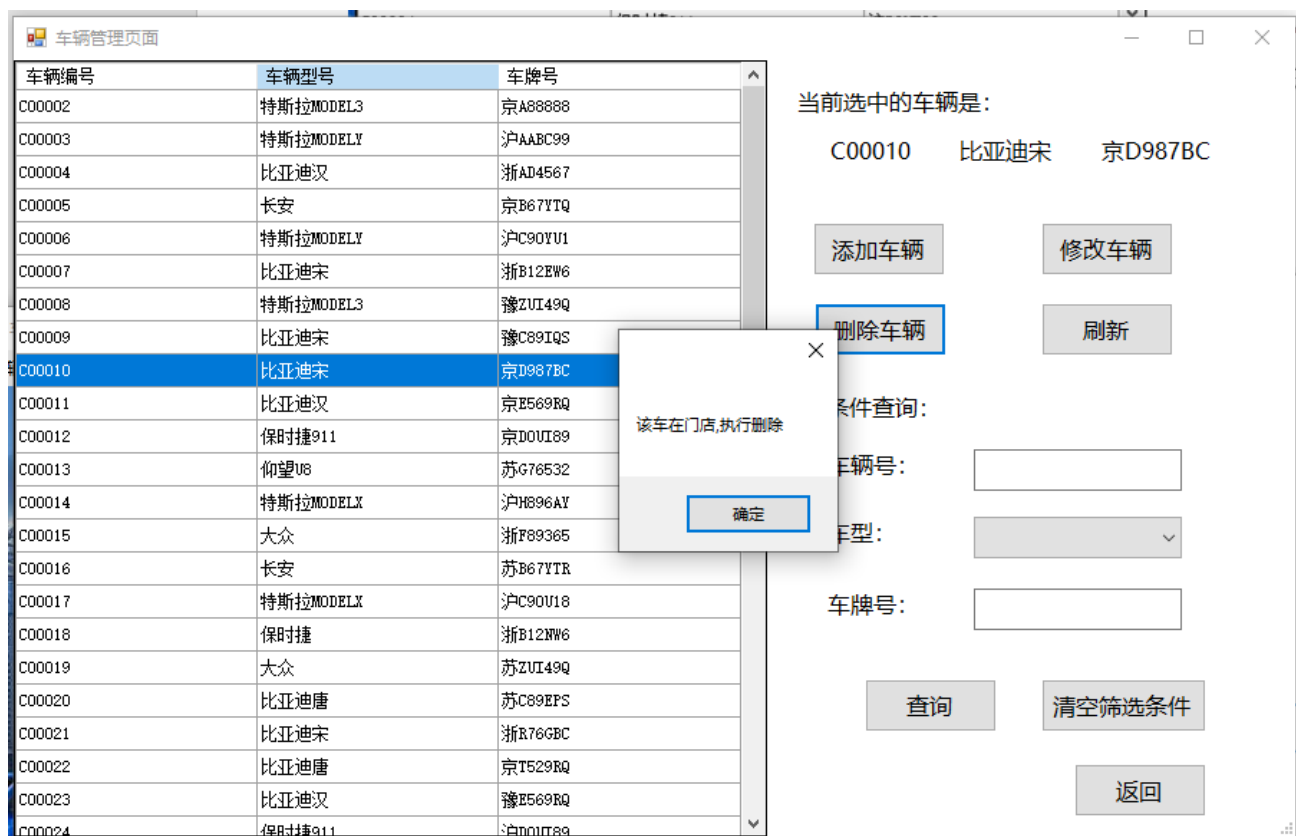 车辆管理页面
车辆编号 车辆型号 车牌号
C00002 特斯拉MODEL3 京A88888
C00003 特斯拉MODELY 沪AABC99
C00004 比亚迪汉 浙AD4567
C00005 长安 京B67YTQ
C00006 特斯拉MODELY 沪C90YU1
C00007 比亚迪宋 浙B12EW6
C00008 特斯拉MODEL3 豫ZUI49Q
C00009 比亚迪宋 豫C89IQS
C00010 比亚迪宋 京D987BC
C00011 比亚迪汉 京E569RQ
C00012 保时捷911 京DOUI89
C00013 仰望U8 苏G76532
C00014 特斯拉MODELX 沪H896AY
C00015 大众 浙F89365
C00016 长安 苏B67YTR
C00017 特斯拉MODELX 沪C90U18
C00018 保时捷 浙B12NW6
C00019 大众 苏ZUI49Q
C00020 比亚迪唐 苏C89EPS
C00021 比亚迪宋 浙R76GBC
C00022 比亚迪唐 京T529RQ
C00023 比亚迪汉 豫E569RQ
C00024 保时捷911 沪DOUI89
当前选中的车辆是：
C00010 比亚迪宋 京D987BC
添加车辆 修改车辆
删除车辆 刷新
该车在门店,执行删除
确定
条件查询：
车辆号：
车型：
车牌号：
查询 清空筛选条件
返回